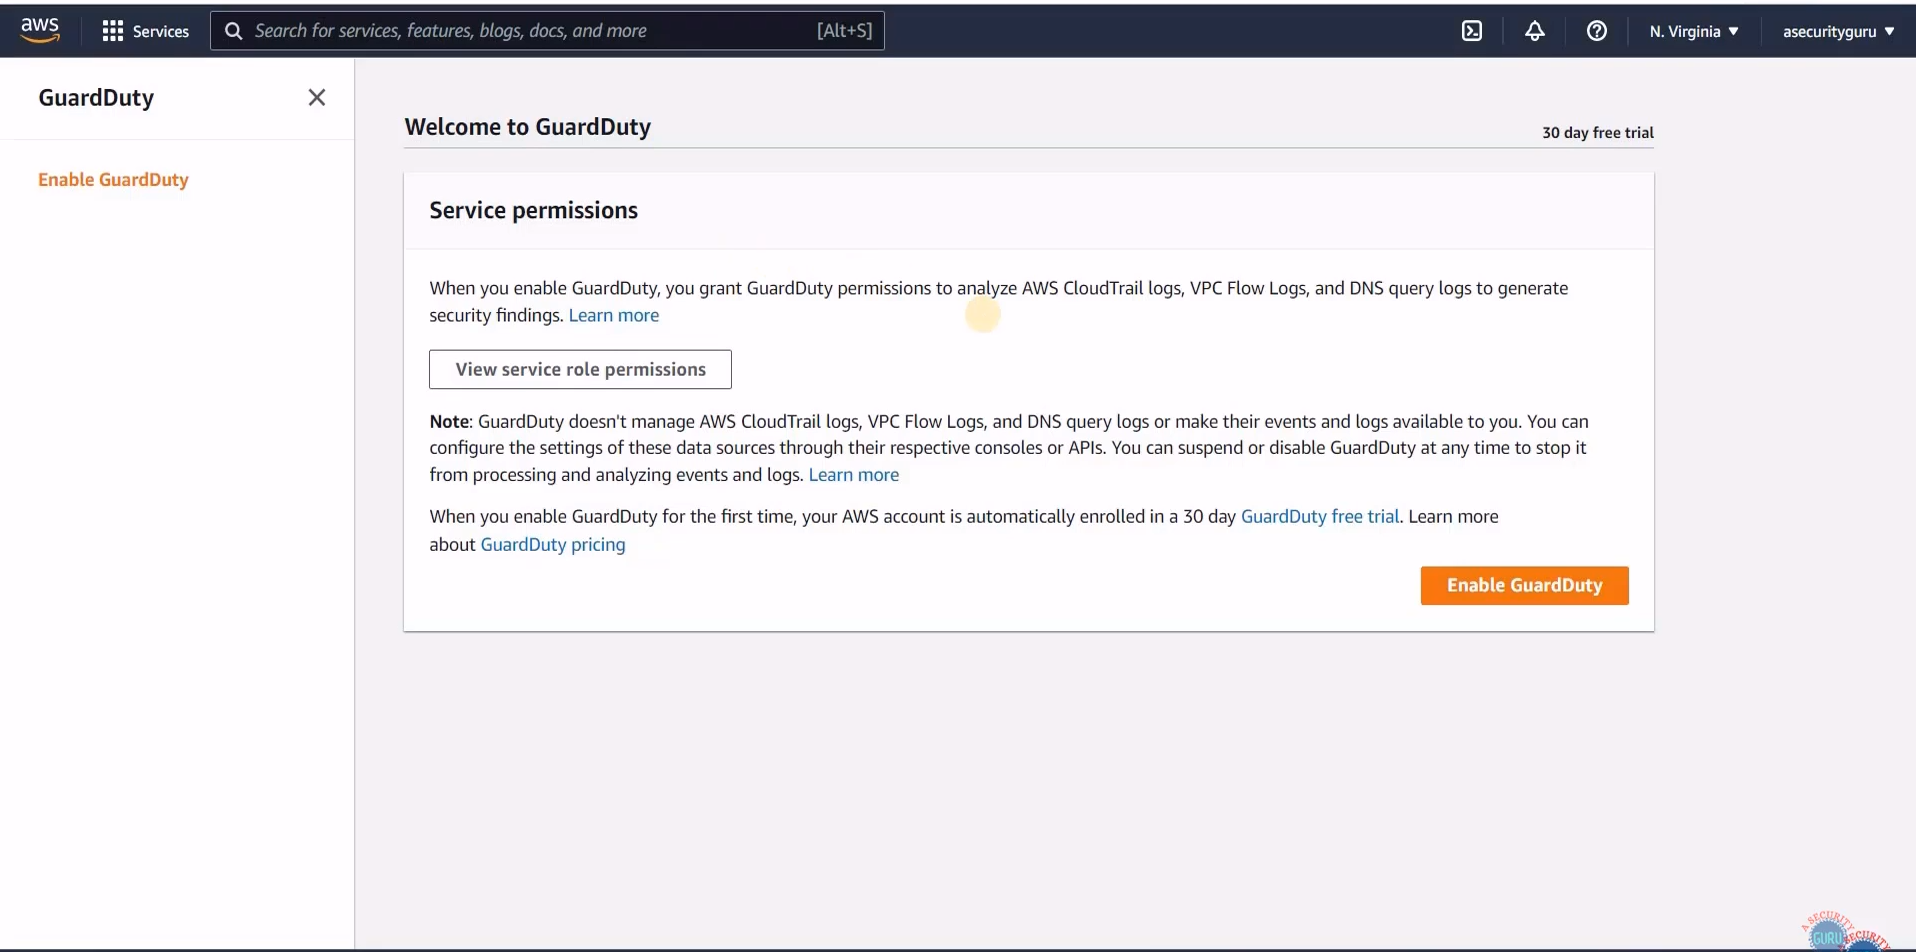 aws
Services
Search for services, features, blogs, docs, and more
[Alt+S]
N. Virginia ▼
asecurityguru ▼
GuardDuty
Enable GuardDuty
Welcome to GuardDuty
30 day free trial
Service permissions
When you enable GuardDuty, you grant GuardDuty permissions to analyze AWS CloudTrail logs, VPC Flow Logs, and DNS query logs to generate
security findings. Learn more
View service role permissions
Note: GuardDuty doesn't manage AWS CloudTrail logs, VPC Flow Logs, and DNS query logs or make their events and logs available to you. You can
configure the settings of these data sources through their respective consoles or APIs. You can suspend or disable GuardDuty at any time to stop it
from processing and analyzing events and logs. Learn more
When you enable GuardDuty for the first time, your AWS account is automatically enrolled in a 30 day GuardDuty free trial. Learn more
about GuardDuty pricing
Enable GuardDuty
A SECURITY
GURU
SECURITY